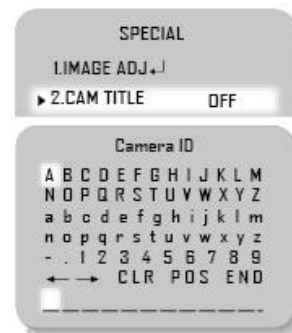 SPECIAL
1.IMAGE ADJ↵
▶ 2.CAM TITLE OFF
Camera ID
A B C D E F G H I J K L M
N O P Q R S T U V W X Y Z
a b c d e f g h i j k l m
n o p q r s t u v w x y z
- . 1 2 3 4 5 6 7 8 9
← → CLR POS END